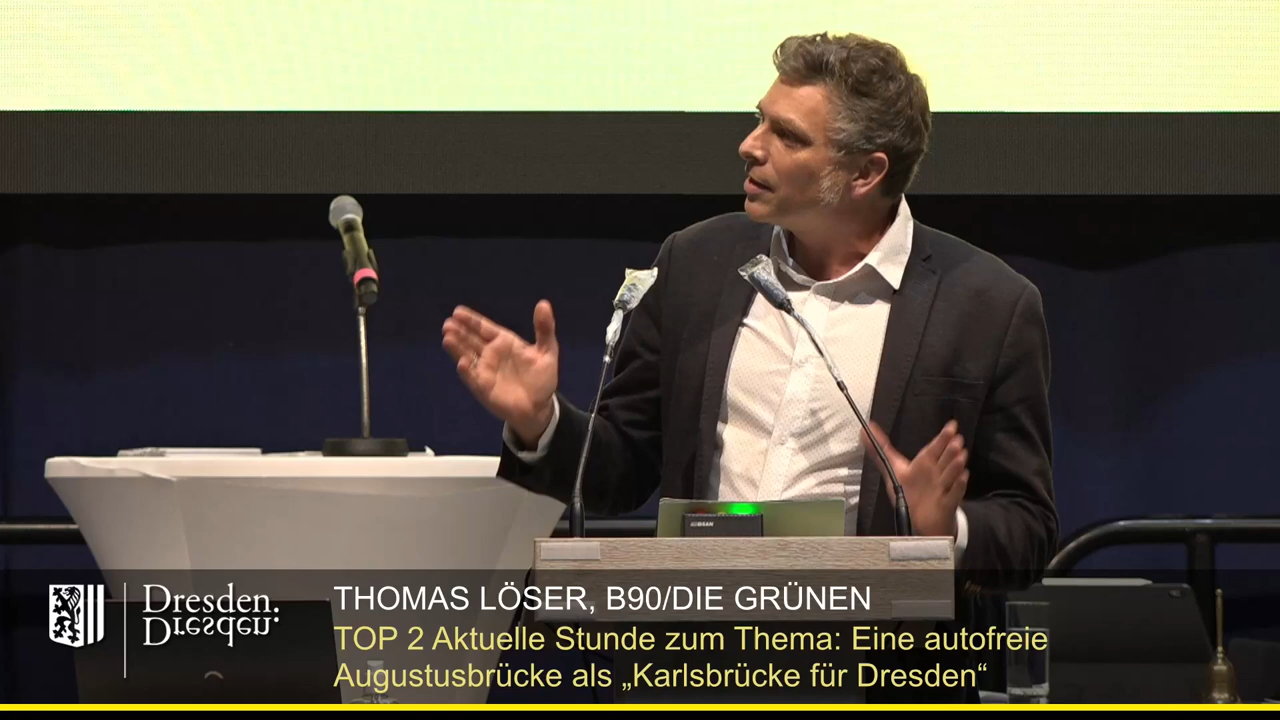 Dresden.
Dresden.
THOMAS LÖSER, B90/DIE GRÜNEN
TOP 2 Aktuelle Stunde zum Thema: Eine autofreie
Augustusbrücke als „Karlsbrücke für Dresden“